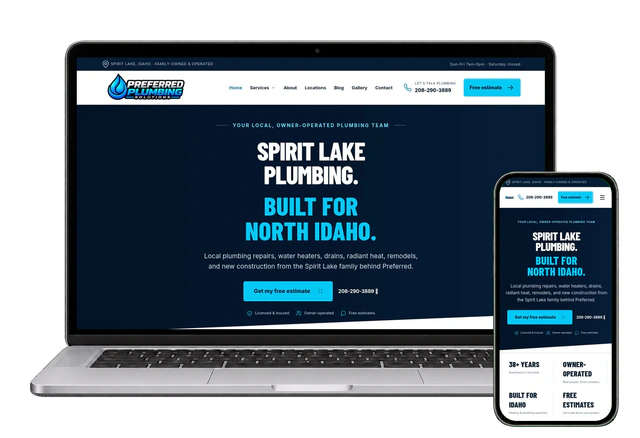 SPIRIT LAKE, IDAHO · FAMILY-OWNED & OPERATED
Sun-Fri 7am-5pm · Saturday closed
PREFERRED
PLUMBING
SOLUTIONS
Home Services About Locations Blog Gallery Contact
LET'S TALK PLUMBING
208-290-3889
Free estimate
YOUR LOCAL, OWNER-OPERATED PLUMBING TEAM
SPIRIT LAKE
PLUMBING.
BUILT FOR
NORTH IDAHO.
Local plumbing repairs, water heaters, drains, radiant heat, remodels,
and new construction from the Spirit Lake family behind Preferred.
Get my free estimate
208-290-3889
Licensed & insured
Owner-operated
Free estimates
SPIRIT LAKE, IDAHO · FAMILY-OWNED & OPERATED
208-290-3889
Free estimate
YOUR LOCAL, OWNER-OPERATED PLUMBING TEAM
SPIRIT LAKE
PLUMBING.
BUILT FOR
NORTH IDAHO.
Local plumbing repairs, water heaters, drains,
radiant heat, remodels, and new construction from
the Spirit Lake family behind Preferred.
Get my free estimate
208-290-3889
Licensed & insured
Owner-operated
Free estimates
38+ YEARS
OWNER-
OPERATED
BUILT FOR
IDAHO
FREE
ESTIMATES